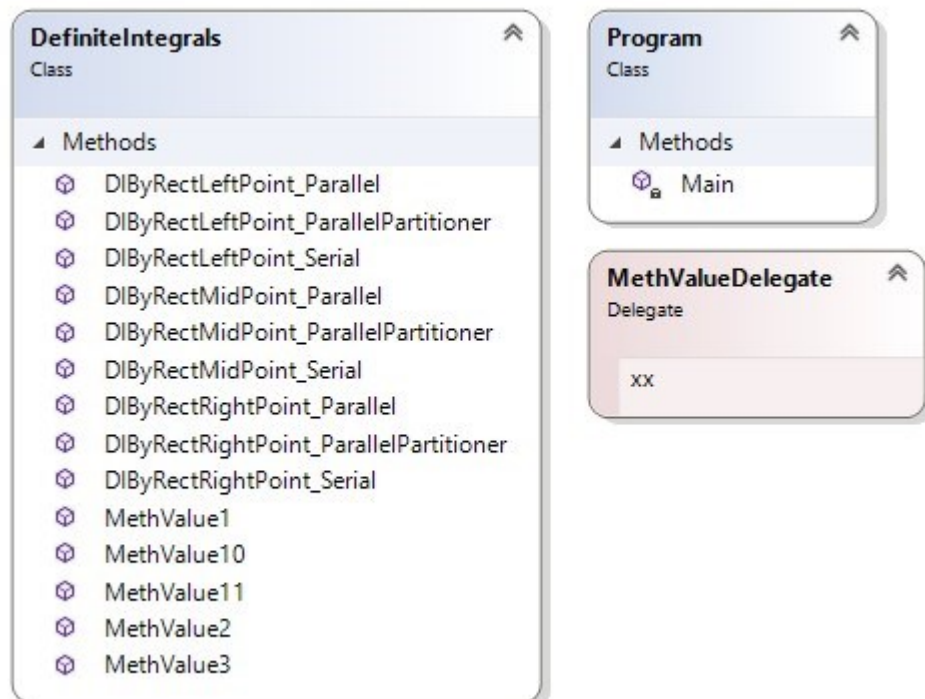 DefiniteIntegrals
Class
Methods
DIByRectLeftPoint_Parallel
DIByRectLeftPoint_ParallelPartitioner
DIByRectLeftPoint_Serial
DIByRectMidPoint_Parallel
DIByRectMidPoint_ParallelPartitioner
DIByRectMidPoint_Serial
DIByRectRightPoint_Parallel
DIByRectRightPoint_ParallelPartitioner
DIByRectRightPoint_Serial
MethValue1
MethValue10
MethValue11
MethValue2
MethValue3
Program
Class
Methods
Main
MethValueDelegate
Delegate
xx